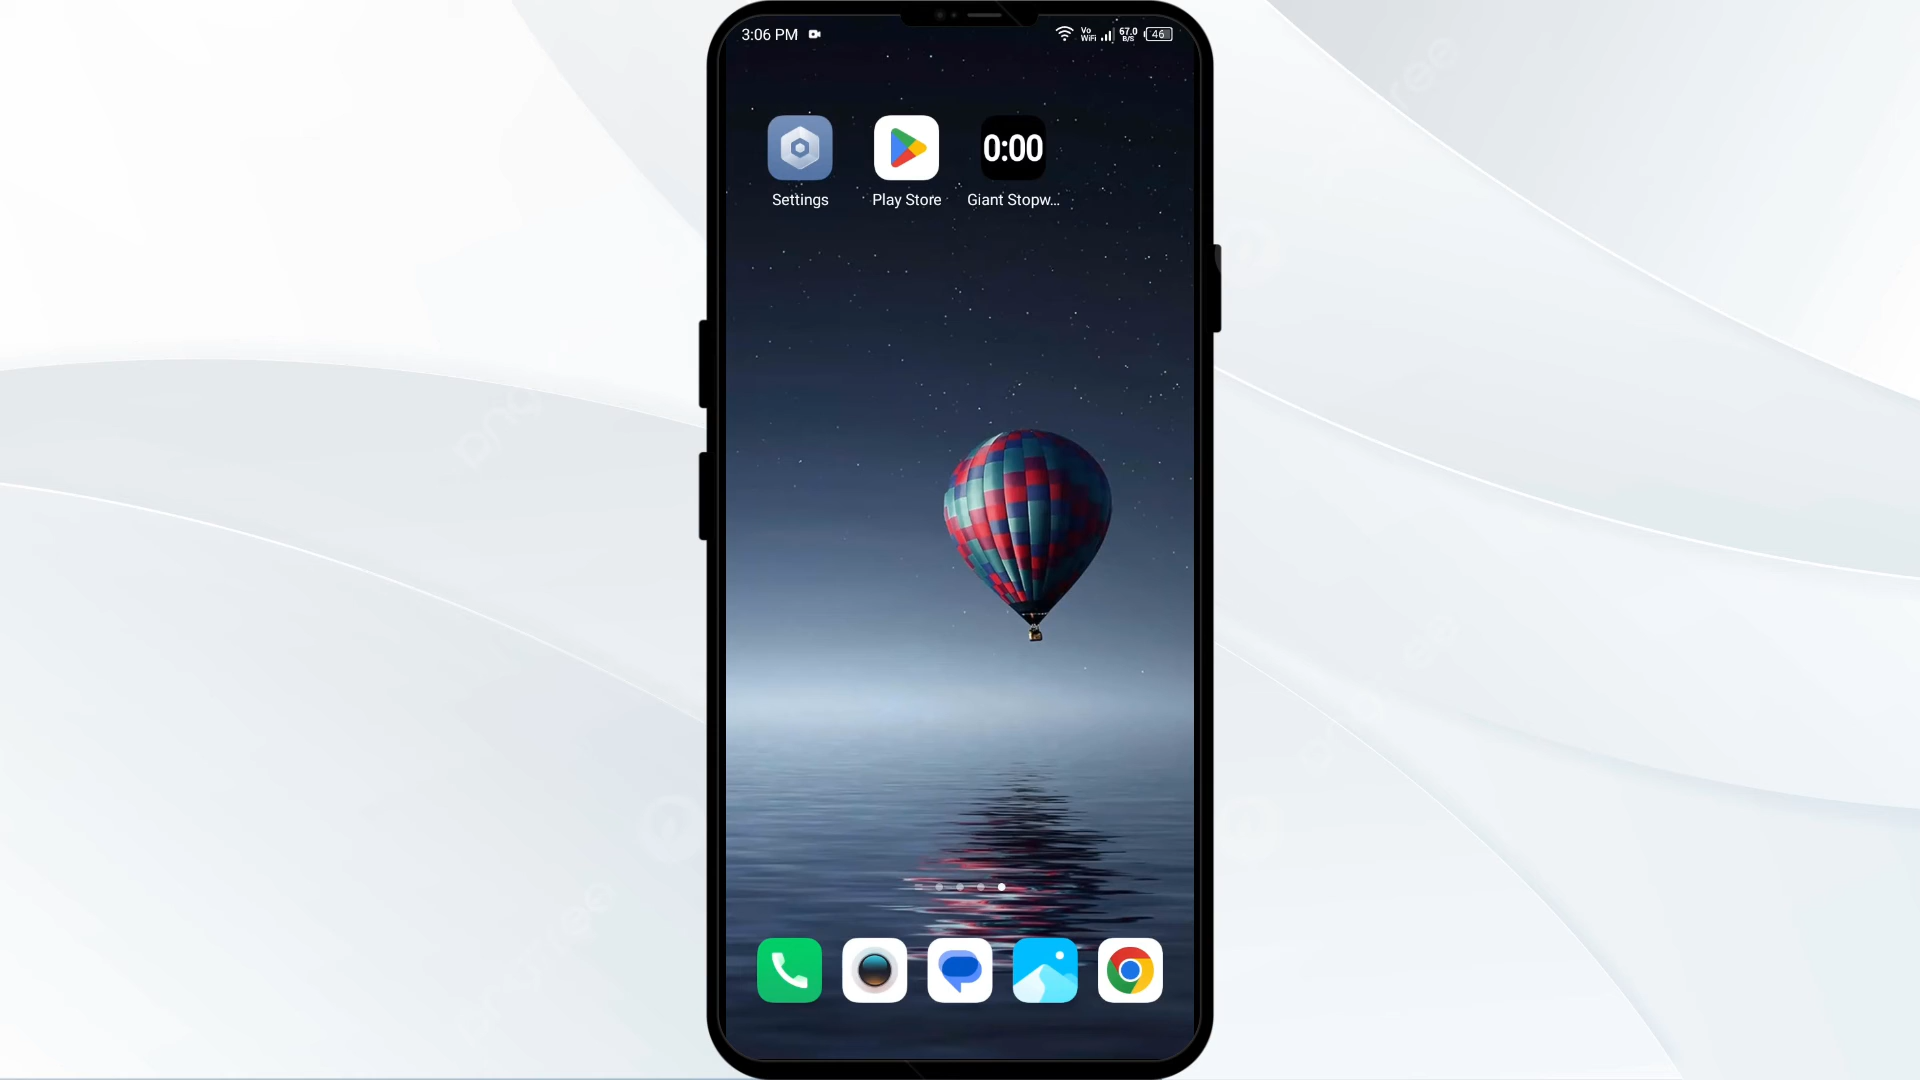 3:06 PM
Vo
WiFi
67.0
B/S
46
0:00
Settings
Play Store
Giant Stopw...